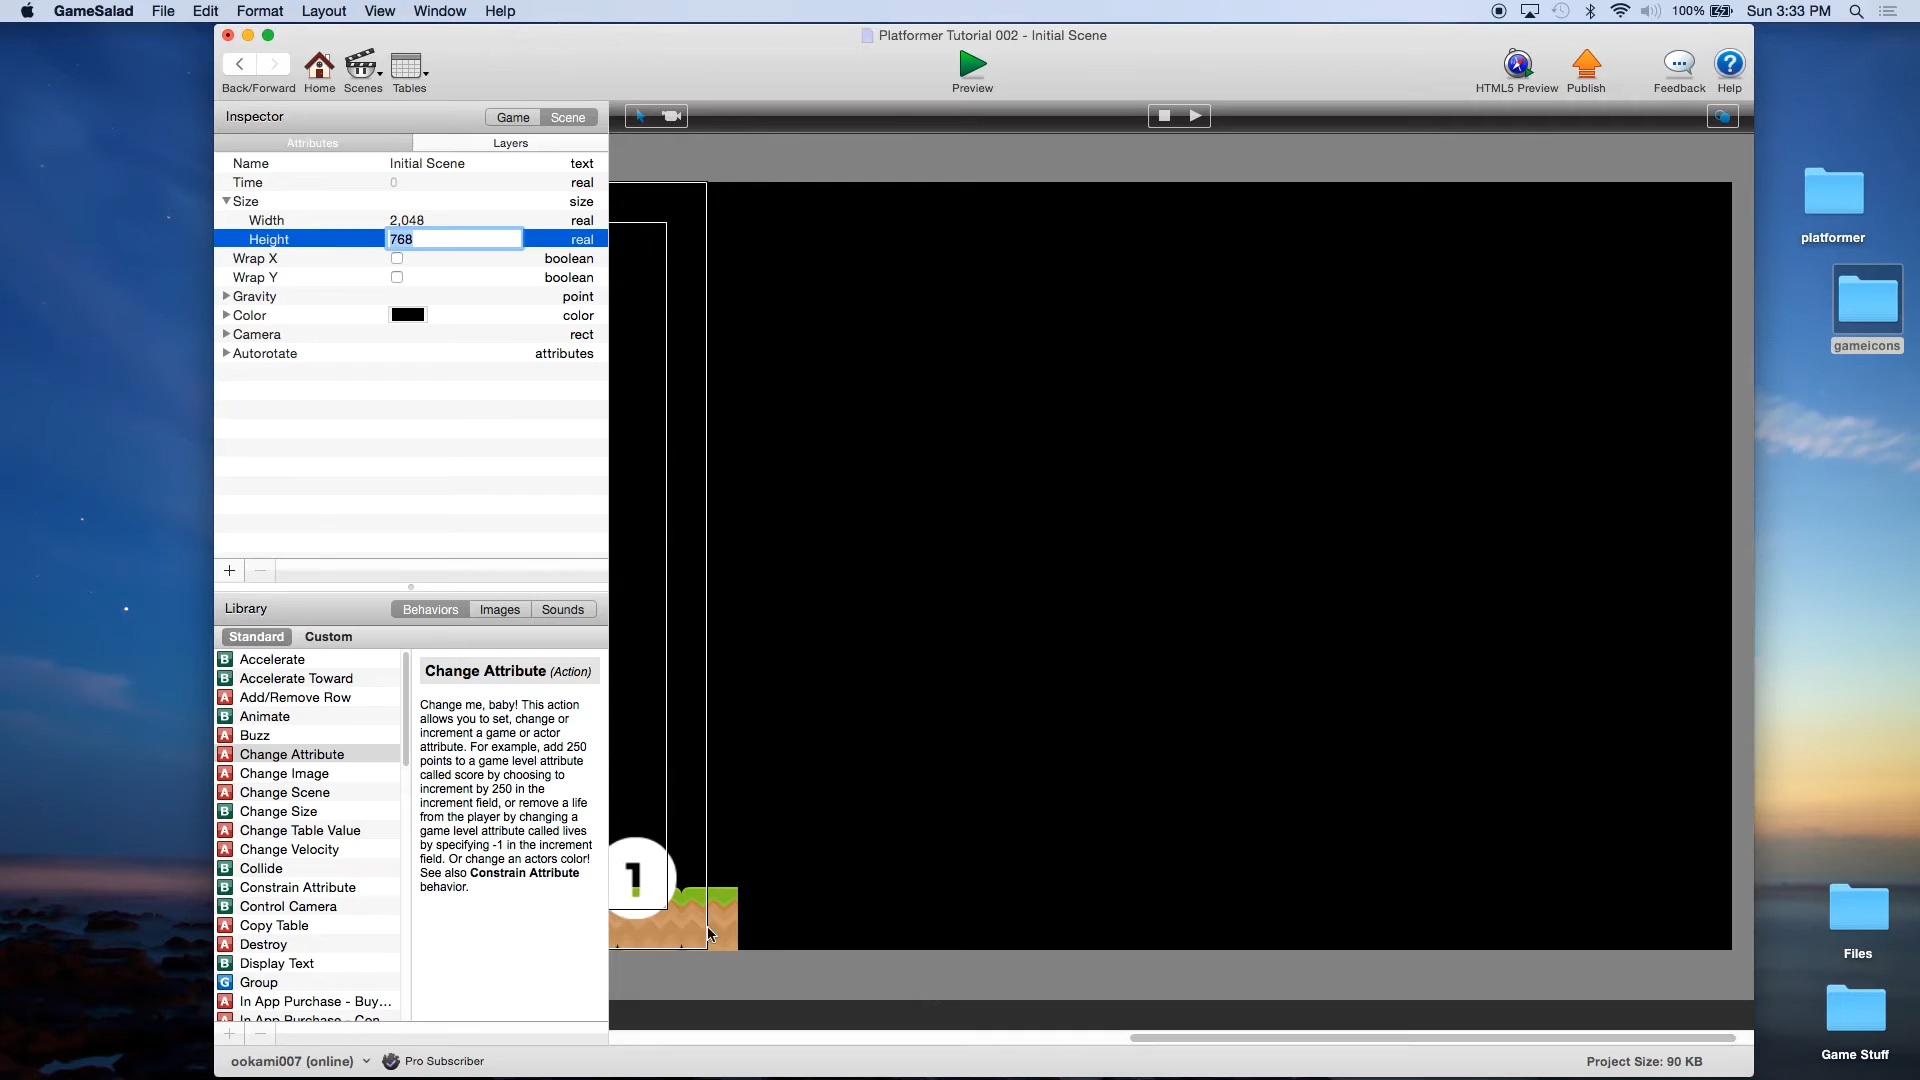 GameSalad File Edit Format Layout View Window Help 100% Sun 3:33 PM
Platformer Tutorial 002 - Initial Scene
Back/Forward Home Scenes Tables Preview HTML5 Preview Publish Feedback Help
Inspector Game Scene
Attributes Layers
Name Initial Scene text
Time 0 real
Size size
Width 2,048 real
Height 768 real
Wrap X boolean
Wrap Y boolean
Gravity point
Color color
Camera rect
Autorotate attributes
Library Behaviors Images Sounds
Standard Custom
B Accelerate
B Accelerate Toward
A Add/Remove Row
B Animate
A Buzz
A Change Attribute
A Change Image
A Change Scene
B Change Size
A Change Table Value
A Change Velocity
B Collide
B Constrain Attribute
B Control Camera
A Copy Table
A Destroy
B Display Text
G Group
A In App Purchase - Buy...
Change Attribute (Action)
Change me, baby! This action
allows you to set, change or
increment a game or actor
attribute. For example, add 250
points to a game level attribute
called score by choosing to
increment by 250 in the
increment field, or remove a life
from the player by changing a
game level attribute called lives
by specifying -1 in the increment
field. Or change an actors color!
See also Constrain Attribute
behavior.
1
ookami007 (online) Pro Subscriber Project Size: 90 KB
platformer
gameicons
Files
Game Stuff